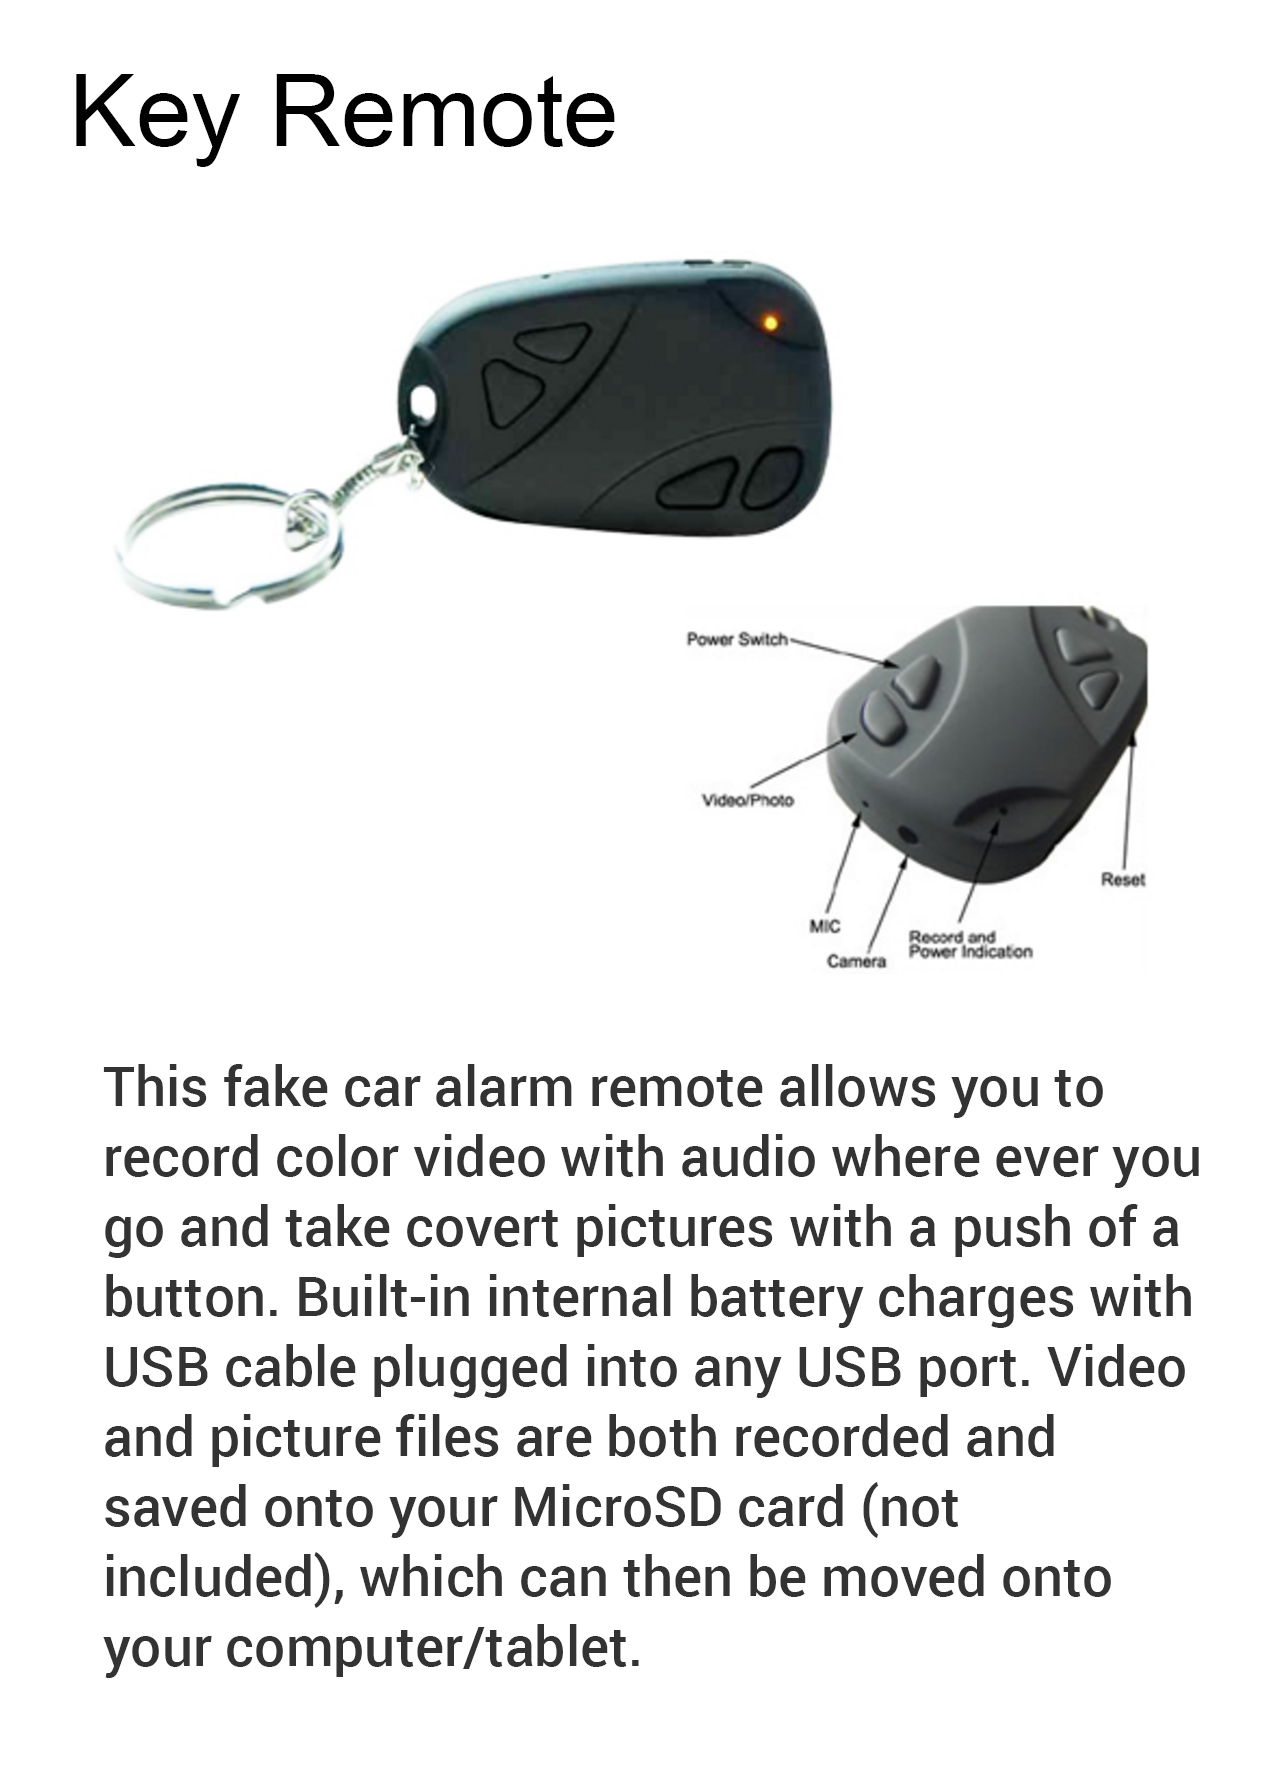 Key Remote
Power Switch
Video/Photo
Reset
MIC
Record and
Power Indication
Camera
This fake car alarm remote allows you to
record color video with audio where ever you
go and take covert pictures with a push of a
button. Built-in internal battery charges with
USB cable plugged into any USB port. Video
and picture files are both recorded and
saved onto your MicroSD card (not
included), which can then be moved onto
your computer/tablet.